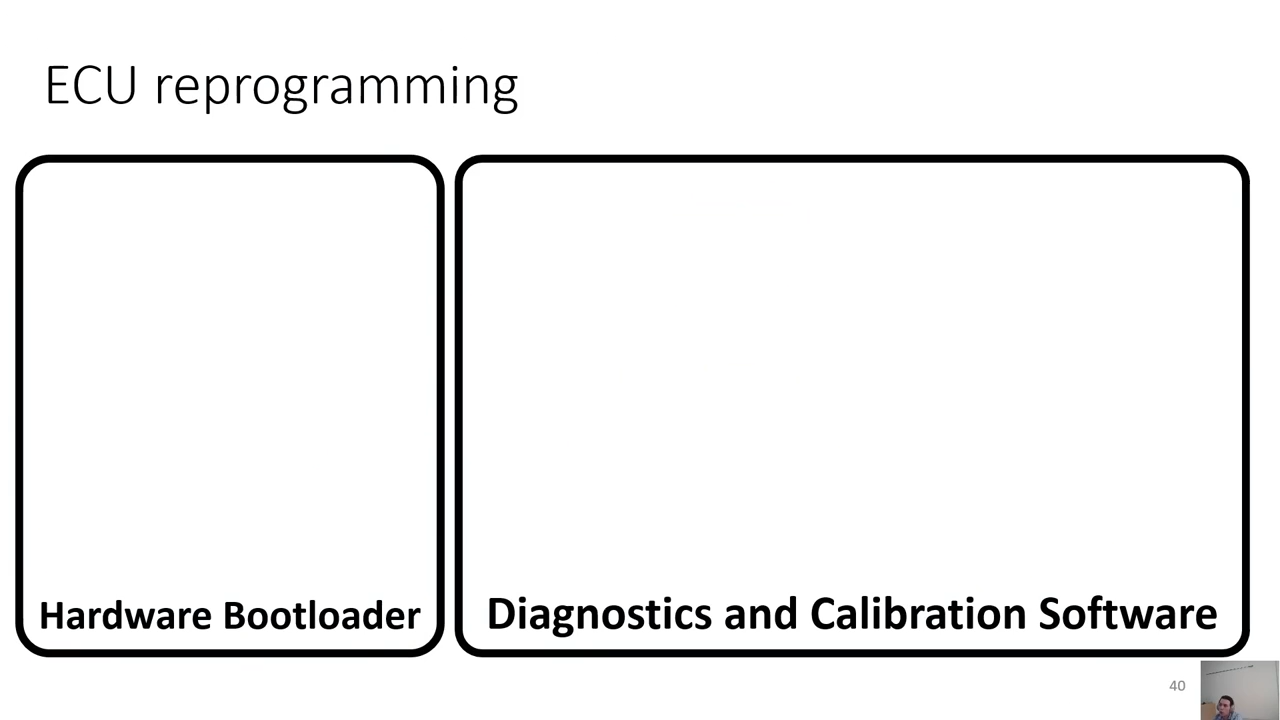 ECU reprogramming
Hardware Bootloader
Diagnostics and Calibration Software
40